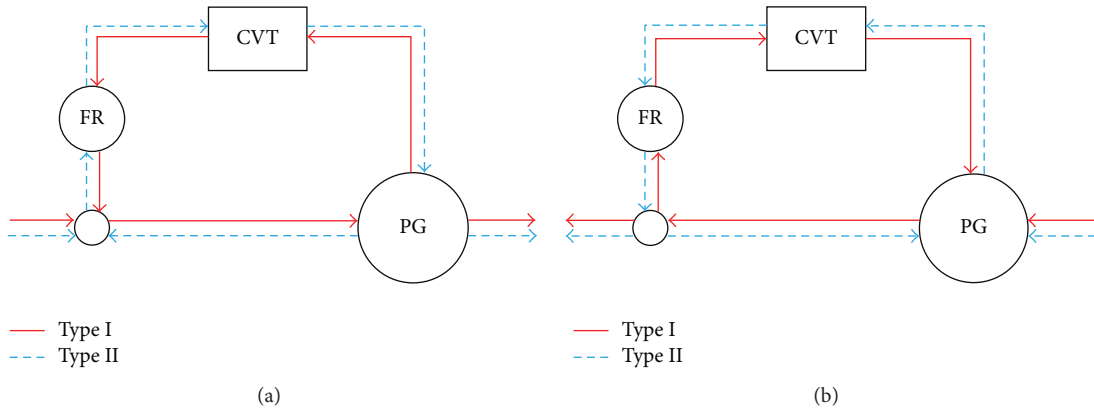 CVT
FR
PG
Type I
Type II
(a)
CVT
FR
PG
Type I
Type II
(b)